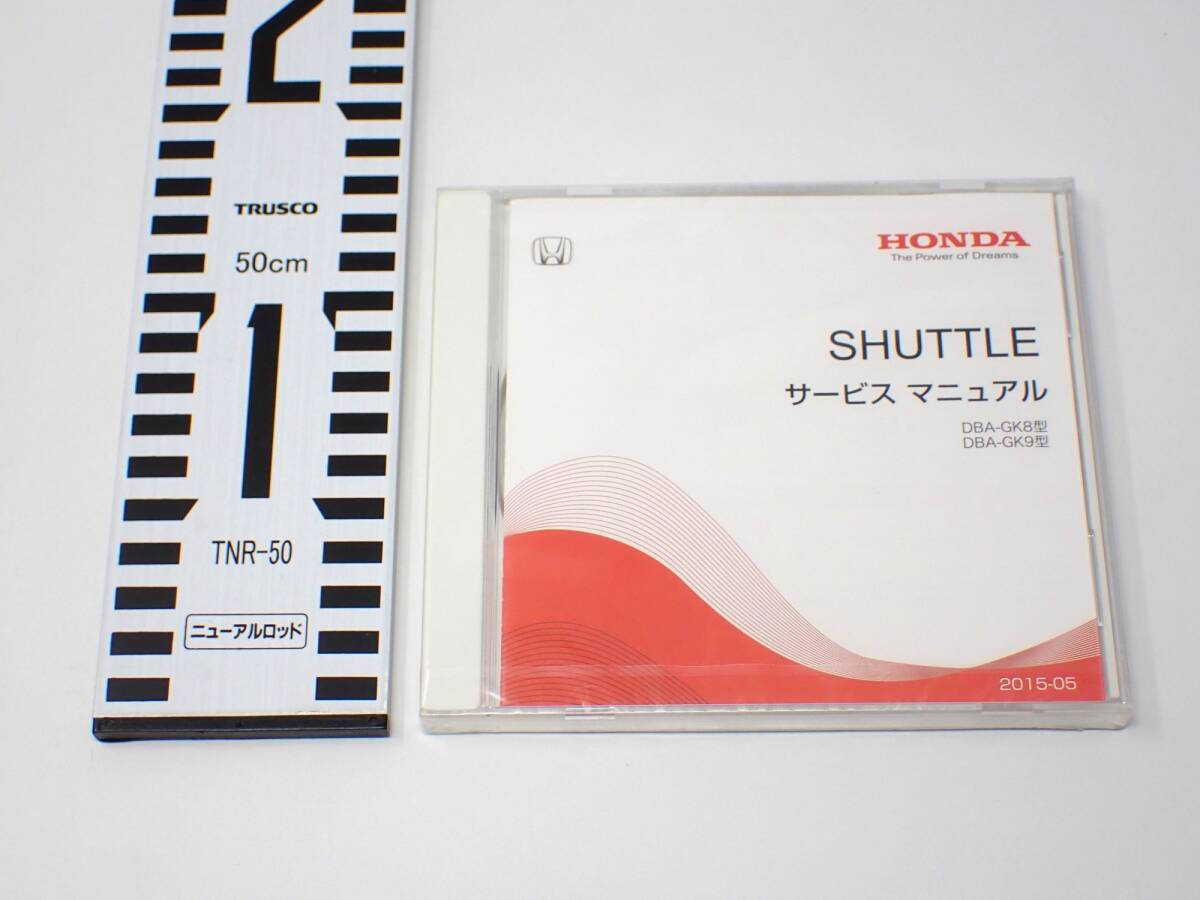 2
TRUSCO
50cm
1
TNR-50
ニューアルロッド
HONDA
The Power of Dreams
SHUTTLE
サービス マニュアル
DBA-GK8型
DBA-GK9型
2015-05